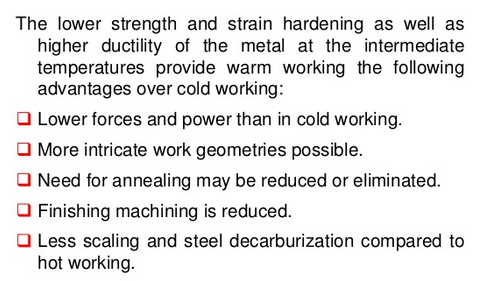 The lower strength and strain hardening as well as
higher ductility of the metal at the intermediate
temperatures provide warm working the following
advantages over cold working:
❑ Lower forces and power than in cold working.
❑ More intricate work geometries possible.
❑ Need for annealing may be reduced or eliminated.
❑ Finishing machining is reduced.
❑ Less scaling and steel decarburization compared to
hot working.